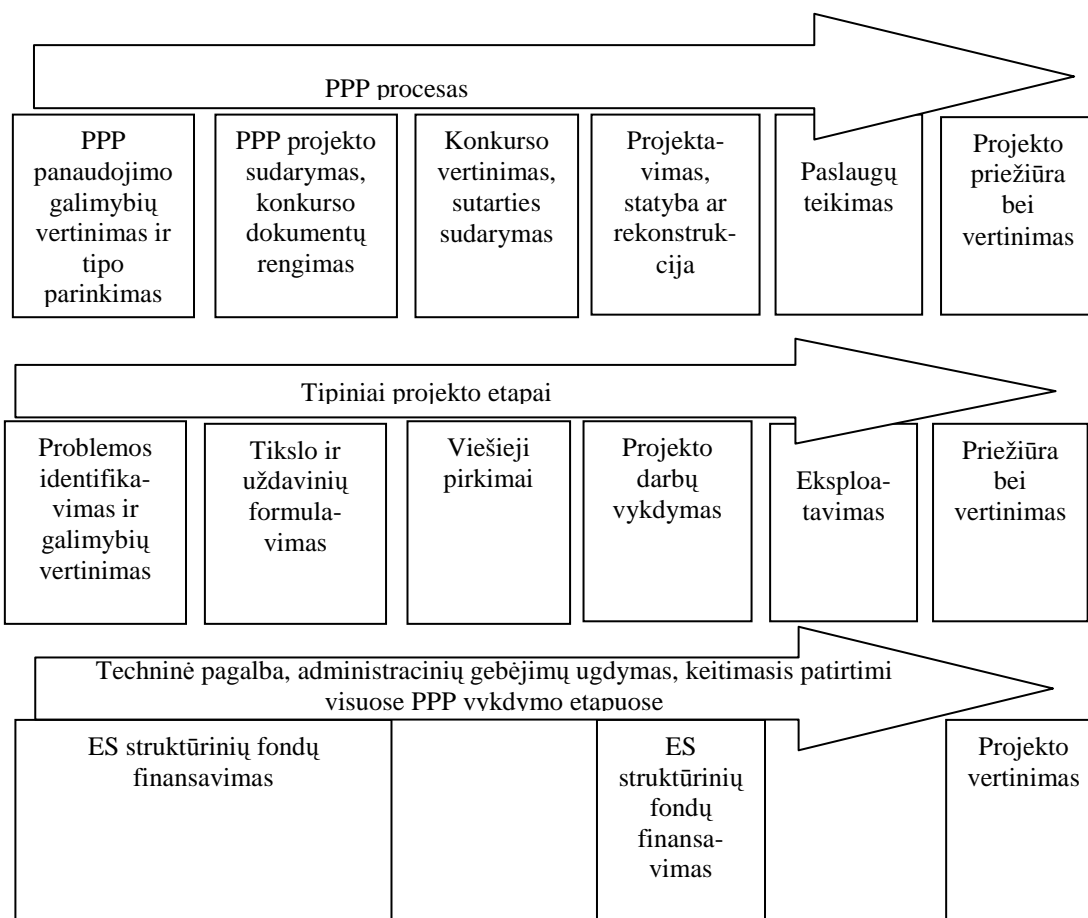 PPP procesas
PPP
panaudojimo
galimybių
vertinimas ir
tipo
parinkimas
PPP projekto
sudarymas,
konkurso
dokumentų
rengimas
Konkurso
vertinimas,
sutarties
sudarymas
Projekta-
vimas,
statyba ar
rekonstruk-
cija
Paslaugų
teikimas
Projekto
priežiūra
bei
vertinimas
Tipiniai projekto etapai
Problemos
identifika-
vimas ir
galimybių
vertinimas
Tikslo ir
uždavinių
formula-
vimas
Viešieji
pirkimai
Projekto
darbų
vykdymas
Eksploa-
tavimas
Priežiūra
bei
vertinimas
Techninė pagalba, administracinių gebėjimų ugdymas, keitimasis patirtimi
visuose PPP vykdymo etapuose
ES struktūrinių fondų
finansavimas
ES
struktūrinių
fondų
finansa-
vimas
Projekto
vertinimas